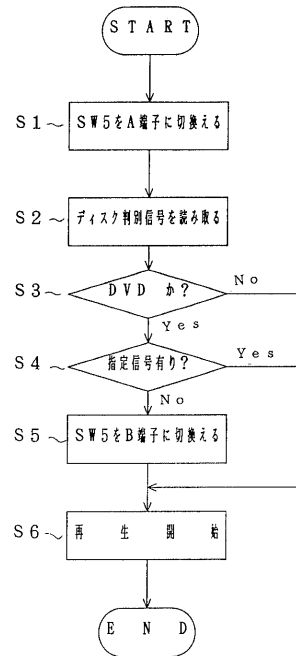 START
S1 SW5をA端子に切換える
S2 ディスク判別信号を読み取る
S3 DVDか? No
Yes
S4 指定信号有り? Yes
No
S5 SW5をB端子に切換える
S6 再生開始
END